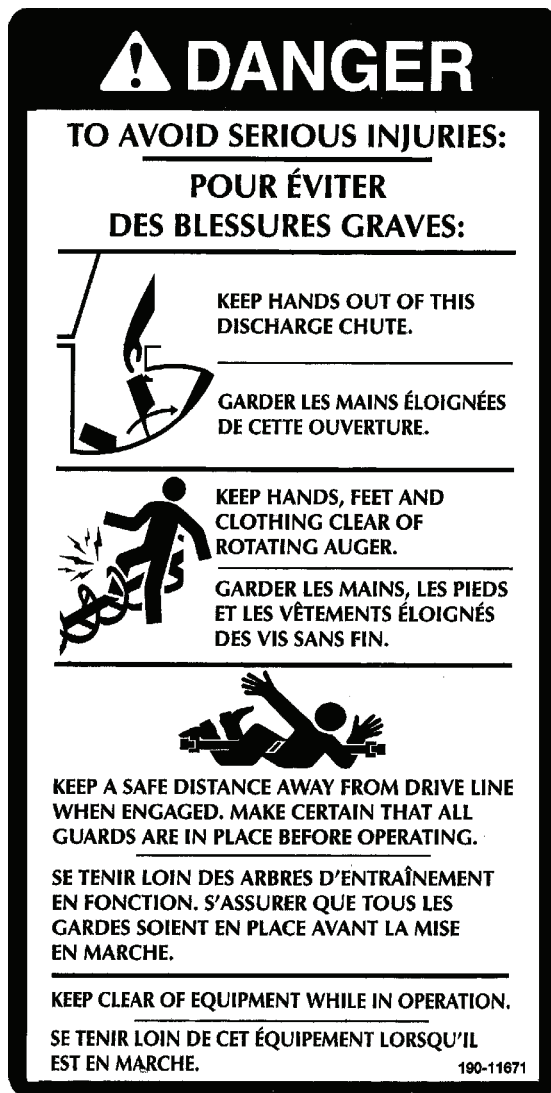 DANGER
TO AVOID SERIOUS INJURIES:
POUR ÉVITER
DES BLESSURES GRAVES:
KEEP HANDS OUT OF THIS
DISCHARGE CHUTE.
GARDER LES MAINS ÉLOIGNÉES
DE CETTE OUVERTURE.
KEEP HANDS, FEET AND
CLOTHING CLEAR OF
ROTATING AUGER.
GARDER LES MAINS, LES PIEDS
ET LES VÊTEMENTS ÉLOIGNÉS
DES VIS SANS FIN.
KEEP A SAFE DISTANCE AWAY FROM DRIVE LINE
WHEN ENGAGED. MAKE CERTAIN THAT ALL
GUARDS ARE IN PLACE BEFORE OPERATING.
SE TENIR LOIN DES ARBRES D'ENTRAÎNEMENT
EN FONCTION. S'ASSURER QUE TOUS LES
GARDES SOIENT EN PLACE AVANT LA MISE
EN MARCHE.
KEEP CLEAR OF EQUIPMENT WHILE IN OPERATION.
SE TENIR LOIN DE CET ÉQUIPEMENT LORSQU'IL
EST EN MARCHE.
190-11671